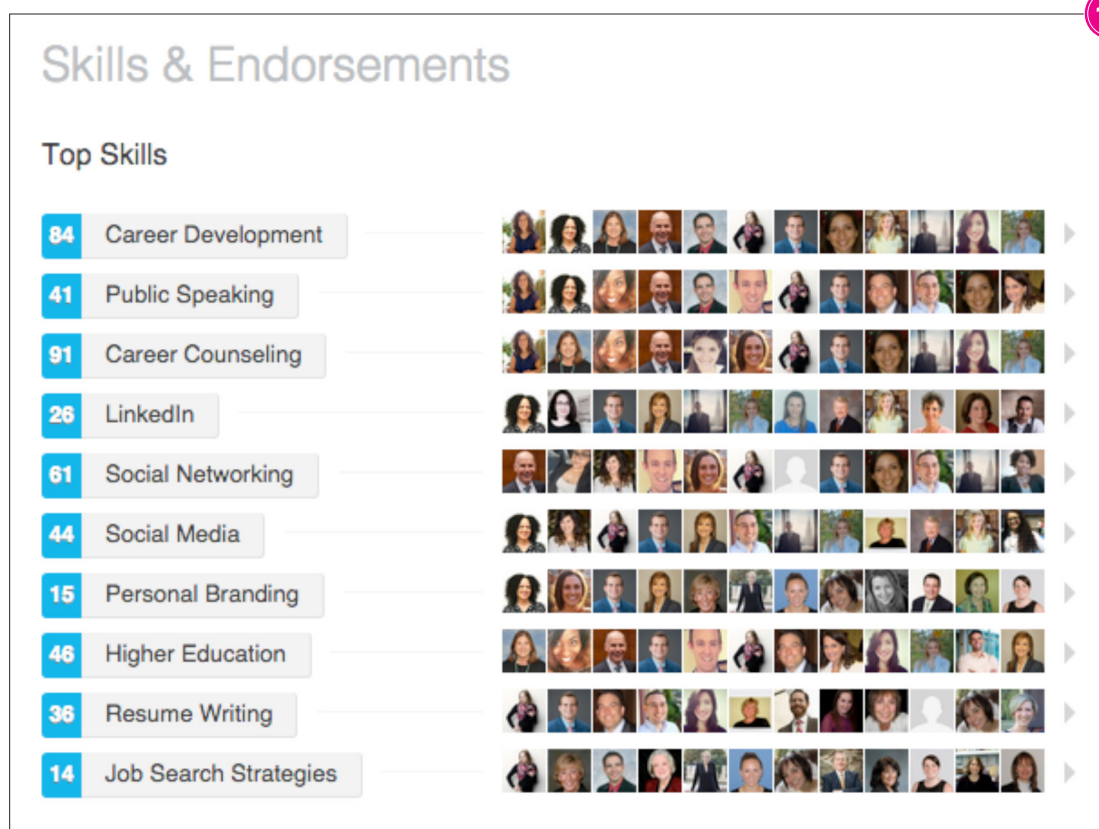 Skills & Endorsements
Top Skills
84 Career Development
41 Public Speaking
91 Career Counseling
26 LinkedIn
61 Social Networking
44 Social Media
15 Personal Branding
46 Higher Education
36 Resume Writing
14 Job Search Strategies